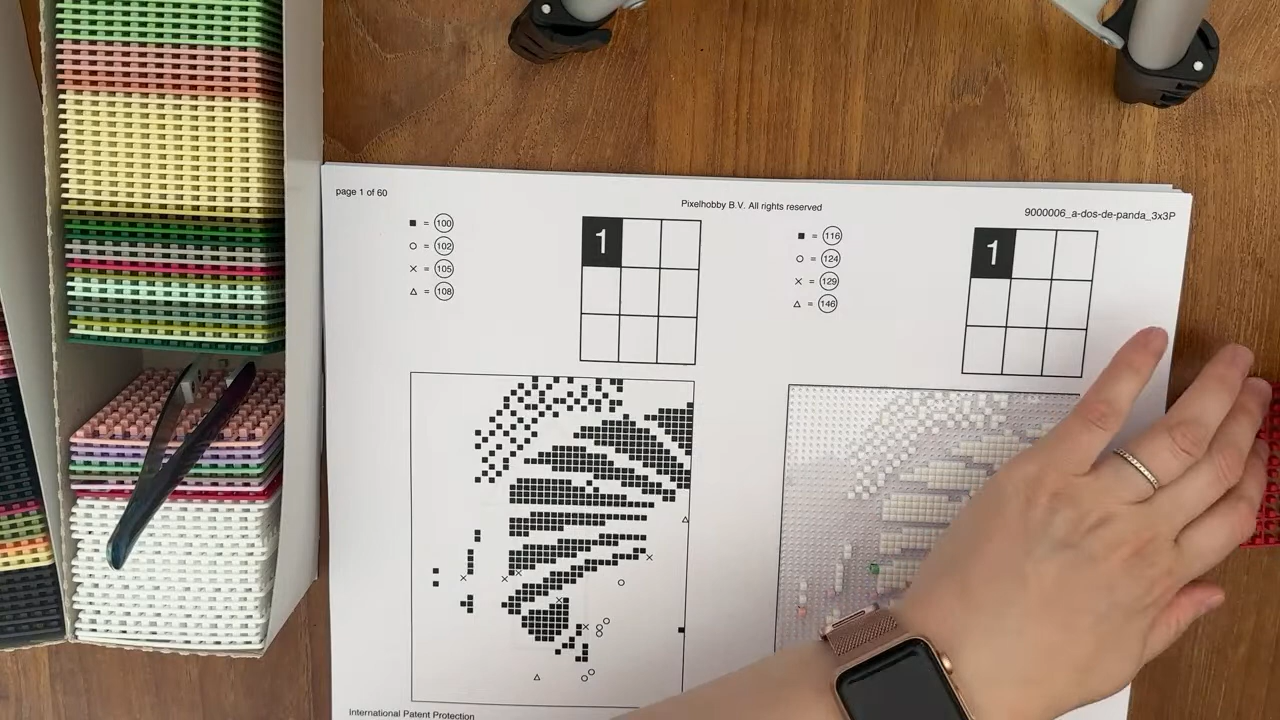 page 1 of 60
Pixelhobby B.V. All rights reserved
9000006_a-dos-de-panda_3x3P
■ = 100
○ = 102
× = 105
△ = 108
1
■ = 116
○ = 124
× = 129
△ = 146
1
International Patent Protection